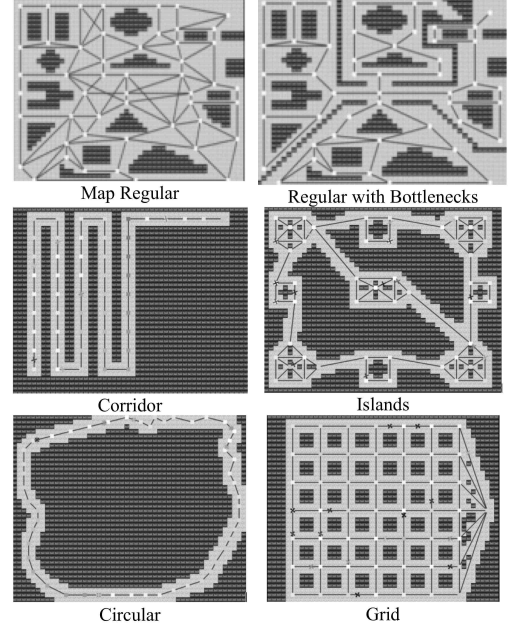 Map Regular
Regular with Bottlenecks
Corridor
Islands
Circular
Grid